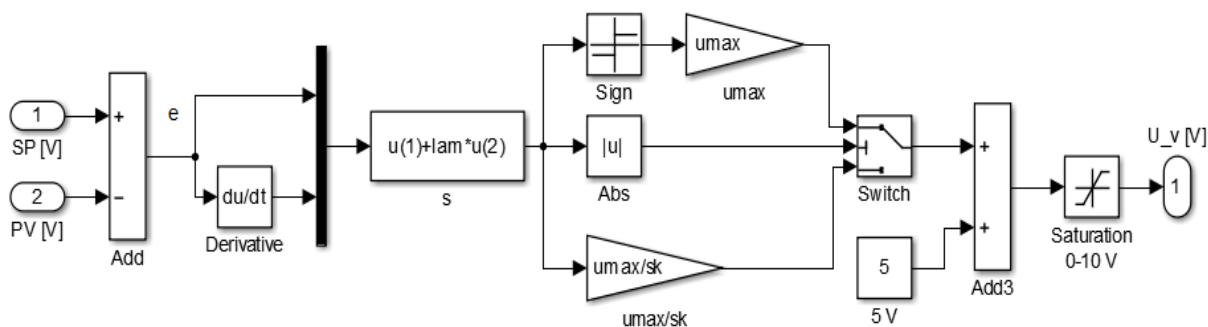 1
SP [V]
2
PV [V]
+
−
Add
e
du/dt
Derivative
u(1)+lam*u(2)
s
Sign
umax
umax
|u|
Abs
umax/sk
umax/sk
Switch
5
5 V
+
+
Add3
Saturation
0-10 V
U_v [V]
1